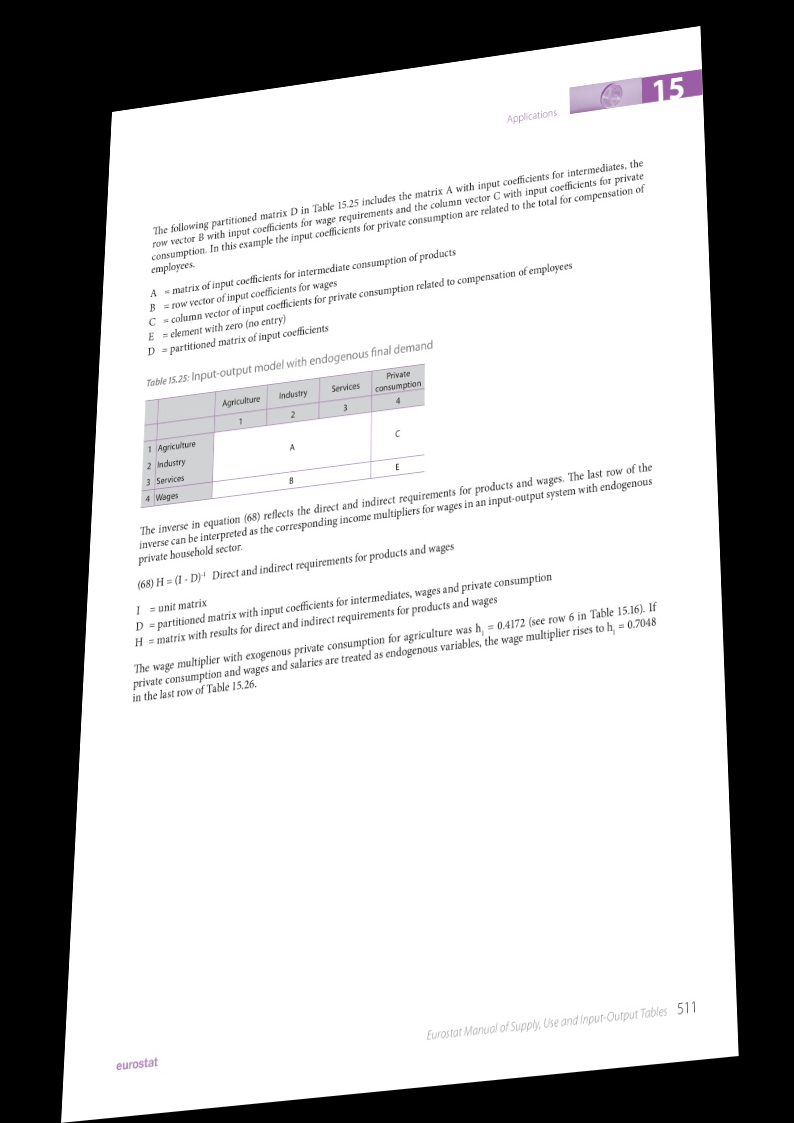 Applications
15
The following partitioned matrix D in Table 15.25 includes the matrix A with input coefficients for intermediates, the
row vector B with input coefficients for wage requirements and the column vector C with input coefficients for private
consumption. In this example the input coefficients for private consumption are related to the total for compensation of
employees.
A = matrix of input coefficients for intermediate consumption of products
B = row vector of input coefficients for wages
C = column vector of input coefficients for private consumption related to compensation of employees
E = element with zero (no entry)
D = partitioned matrix of input coefficients
Table 15.25: Input-output model with endogenous final demand
Agriculture Industry Services Private
consumption
1 2 3 4
1 Agriculture
2 Industry
3 Services
A C
4 Wages B E
The inverse in equation (68) reflects the direct and indirect requirements for products and wages. The last row of the
inverse can be interpreted as the corresponding income multipliers for wages in an input-output system with endogenous
private household sector.
(68) H = (I - D)-1 Direct and indirect requirements for products and wages
I = unit matrix
D = partitioned matrix with input coefficients for intermediates, wages and private consumption
H = matrix with results for direct and indirect requirements for products and wages
The wage multiplier with exogenous private consumption for agriculture was h1 = 0.4172 (see row 6 in Table 15.16). If
private consumption and wages and salaries are treated as endogenous variables, the wage multiplier rises to h1 = 0.7048
in the last row of Table 15.26.
eurostat
Eurostat Manual of Supply, Use and Input-Output Tables 511